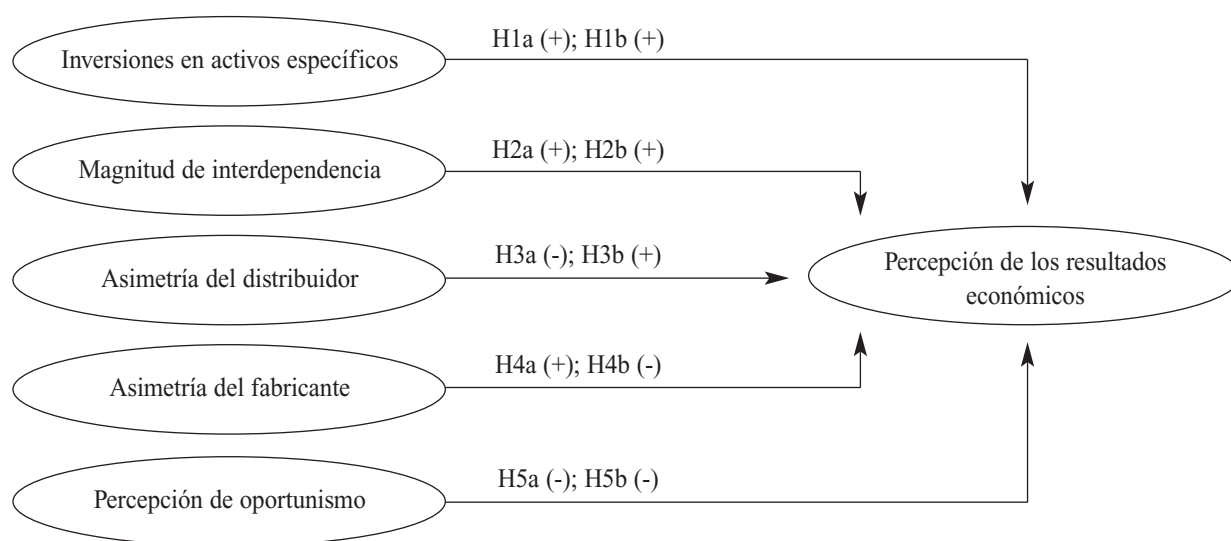 Inversiones en activos específicos
H1a (+); H1b (+)
Magnitud de interdependencia
H2a (+); H2b (+)
Asimetría del distribuidor
H3a (-); H3b (+)
Percepción de los resultados
económicos
Asimetría del fabricante
H4a (+); H4b (-)
Percepción de oportunismo
H5a (-); H5b (-)